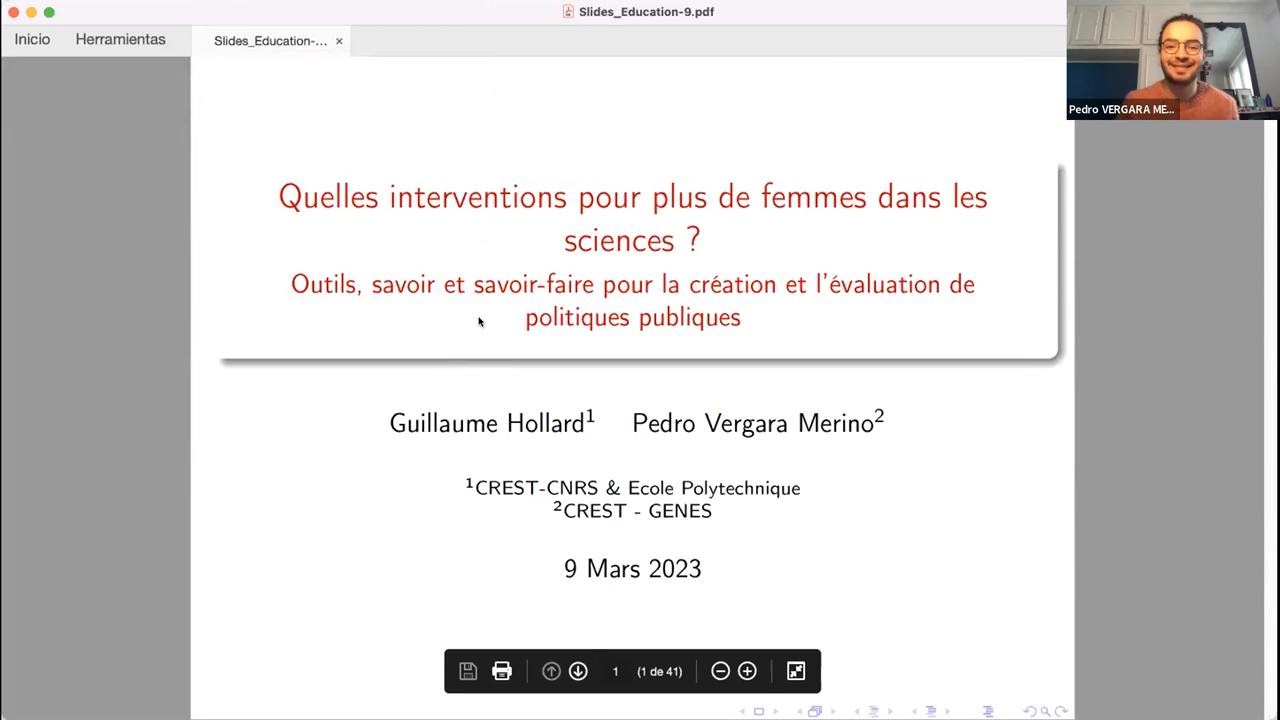 Slides_Education-9.pdf
Inicio
Herramientas
Slides_Education-...
Pedro VERGARA ME...
Quelles interventions pour plus de femmes dans les
sciences ?
Outils, savoir et savoir-faire pour la création et l'évaluation de
politiques publiques
Guillaume Hollard¹ Pedro Vergara Merino²
¹CREST-CNRS & Ecole Polytechnique
²CREST - GENES
9 Mars 2023
1 (1 de 41)